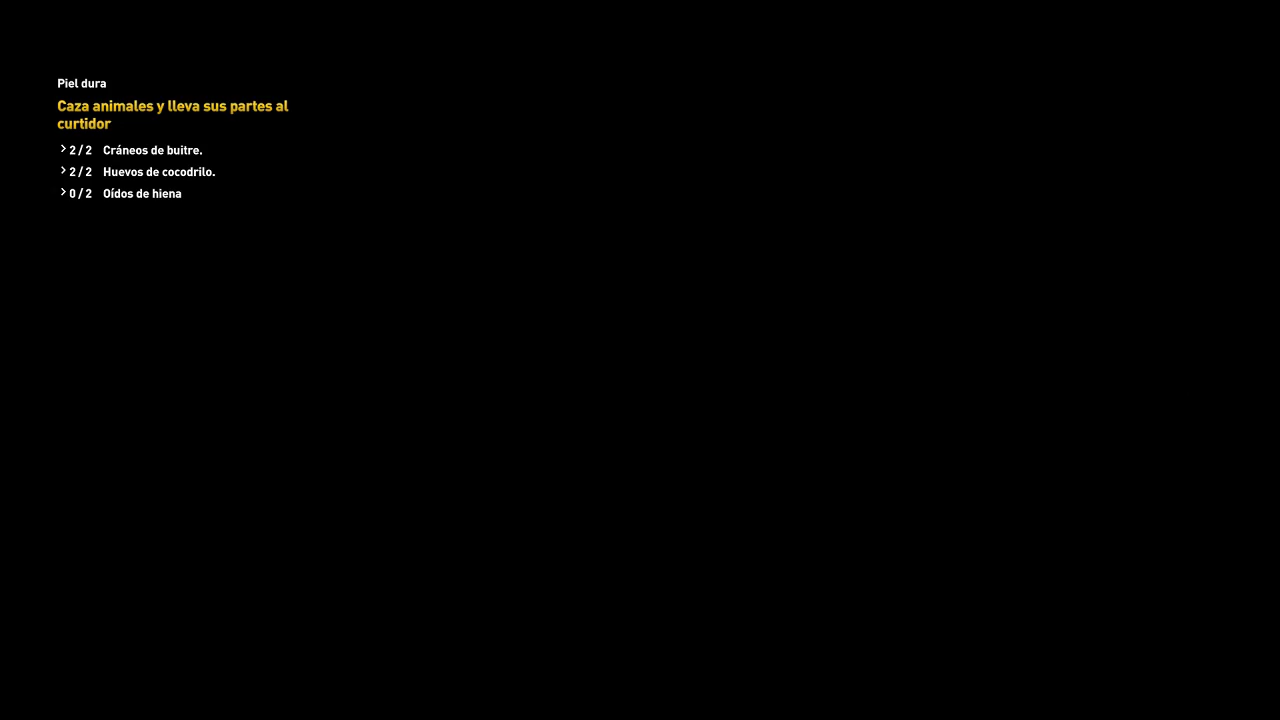 Piel dura
Caza animales y lleva sus partes al
curtidor
2 / 2 Cráneos de buitre.
2 / 2 Huevos de cocodrilo.
0 / 2 Oídos de hiena